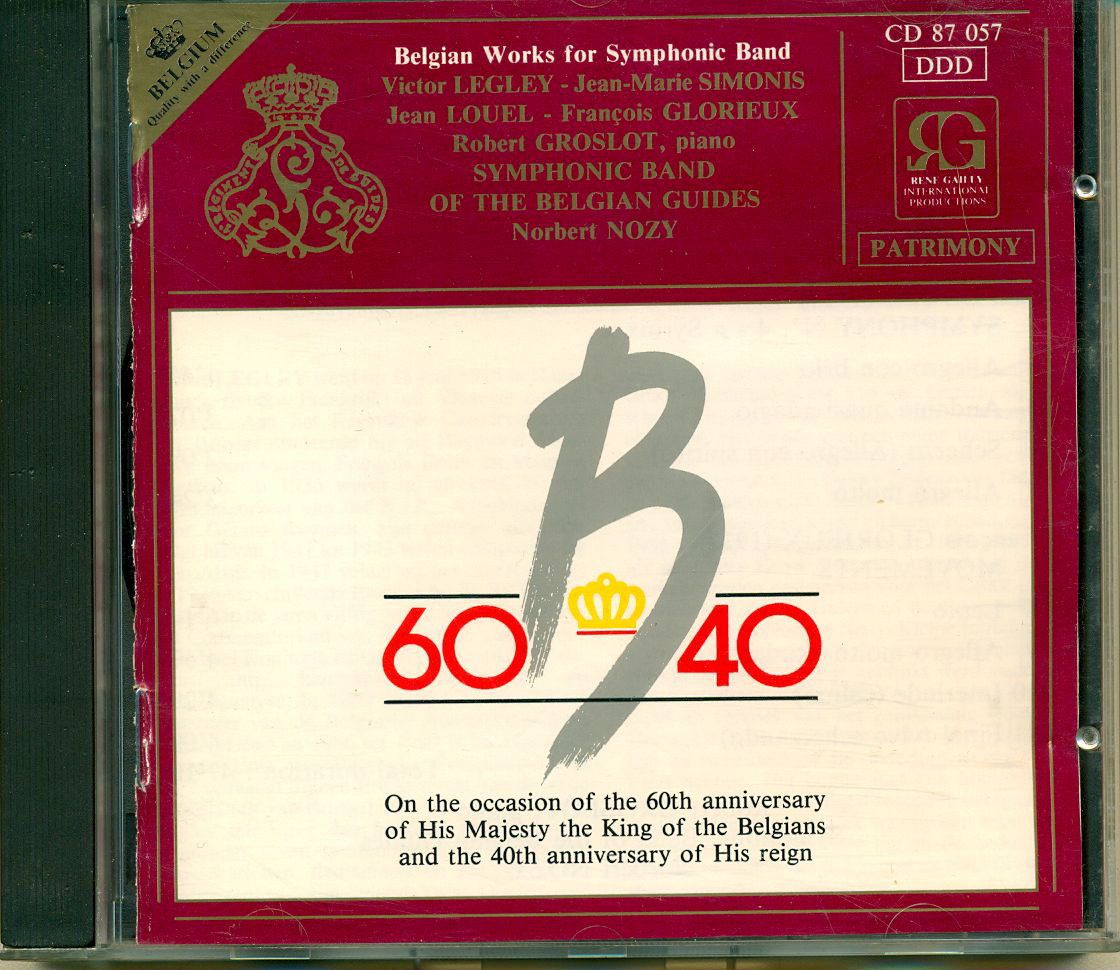 BELGIUM
Quality with a difference
Belgian Works for Symphonic Band
Victor LEGLEY - Jean-Marie SIMONIS
Jean LOUEL - François GLORIEUX
Robert GROSLOT, piano
SYMPHONIC BAND
OF THE BELGIAN GUIDES
Norbert NOZY
REGIMENT DE GUIDES
CD 87 057
DDD
RG
RENE GAILLY
INTERNATIONAL
PRODUCTIONS
PATRIMONY
B
60 40
On the occasion of the 60th anniversary
of His Majesty the King of the Belgians
and the 40th anniversary of His reign